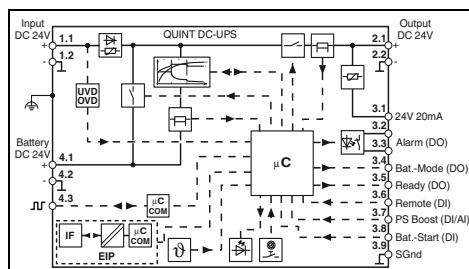 Input
DC 24V
QUINT DC-UPS
Output
DC 24V
+
1.1
2.1
+
-
1.2
2.2
-
UVD
OVD
3.1
24V 20mA
3.2
Alarm (DO)
3.3
Battery
DC 24V
µC
3.4
Bat.-Mode (DO)
+
4.1
3.5
Ready (DO)
-
4.2
3.6
Remote (DI)
4.3
µC
COM
3.7
PS Boost (DI/AI)
3.8
Bat.-Start (DI)
IF
µC
COM
ϑ
3.9
SGnd
EIP